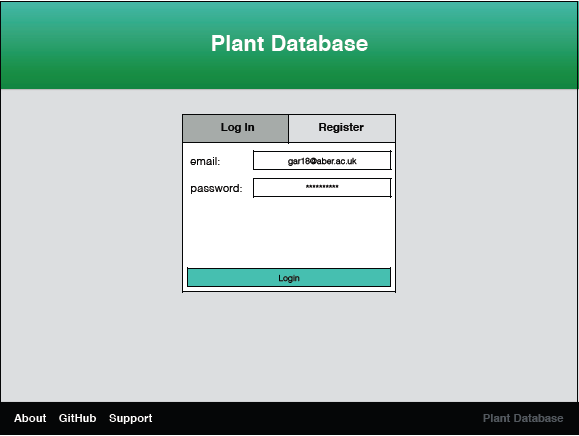 Plant Database
Log In Register
email: gar18@aber.ac.uk
password: **********
Login
About GitHub Support Plant Database